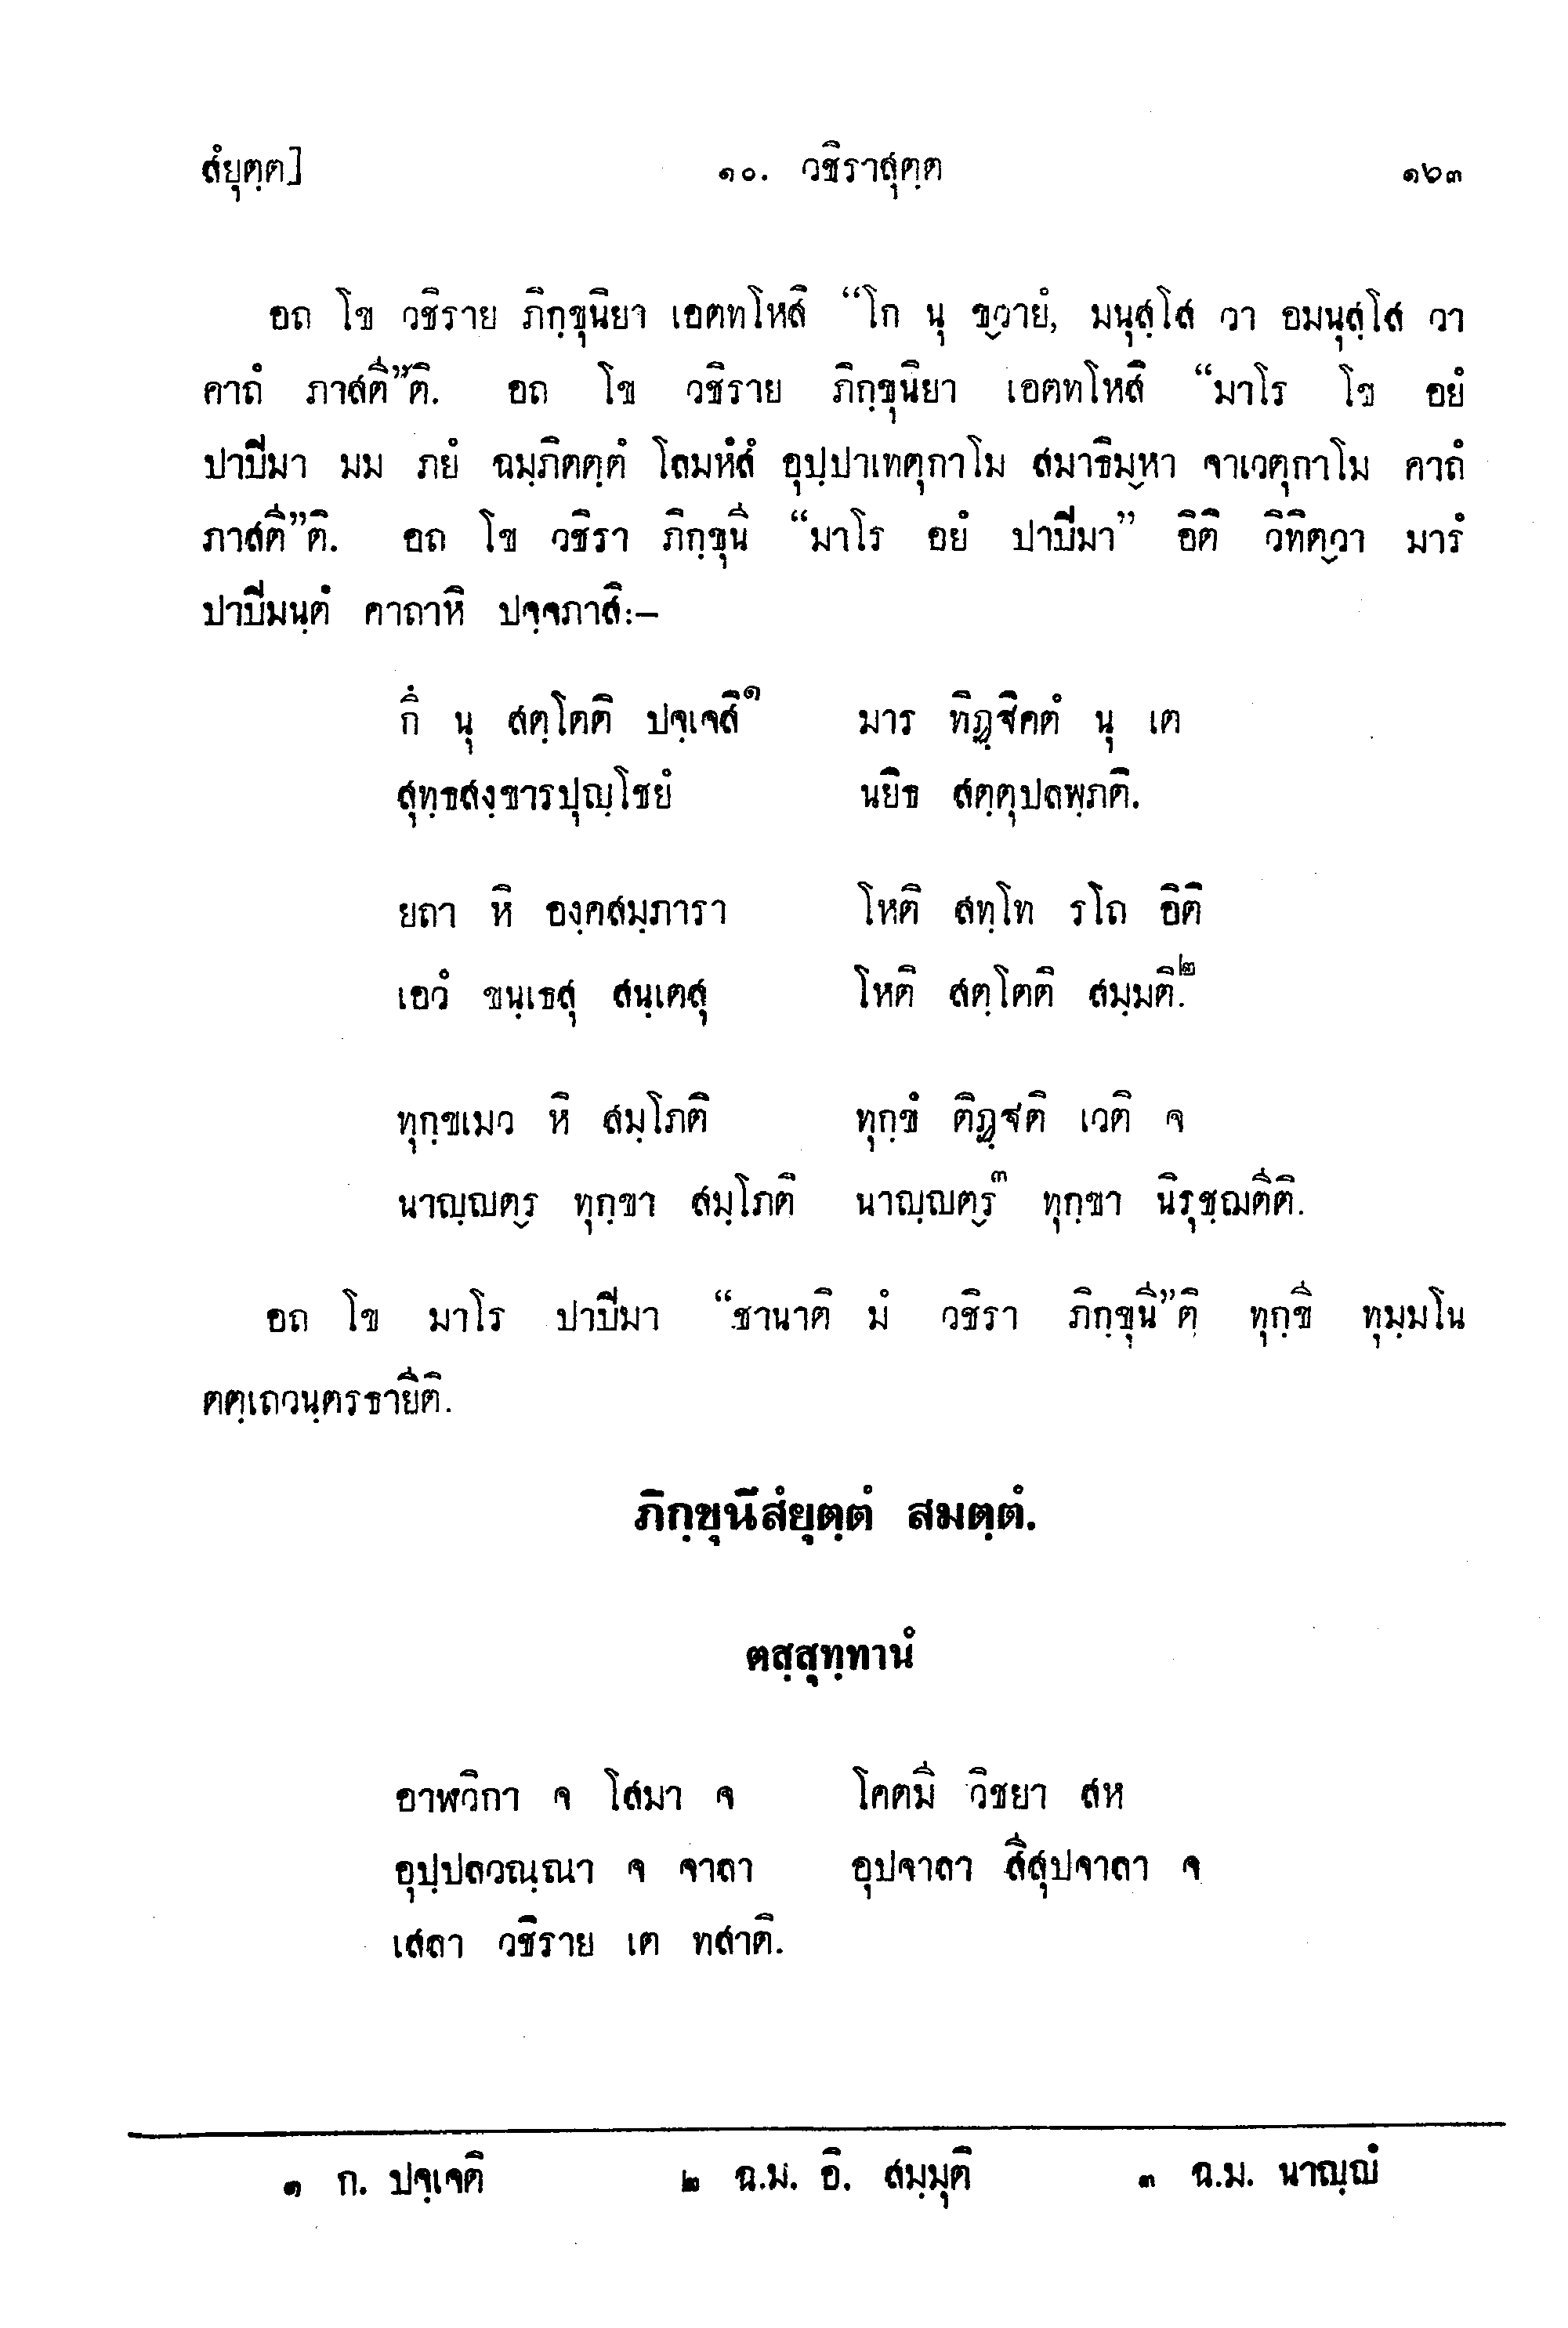 สํยุตฺต]	๑๐. วชิราสุตฺต	๑๖๓
อถ โข วชิราย ภิกฺขุนิยา เอตทโหสิ “โก นุ ขฺวายํ, มนุสฺโส วา อมนุสฺโส วา
คาถํ ภาสตี”ติ. อถ โข วชิราย ภิกฺขุนิยา เอตทโหสิ “มาโร โข อยํ
ปาปิมา มม ภยํ ฉมฺภิตตฺตํ โลมหํสํ อุปฺปาเทตุกาโม สมาธิมฺหา จาเวตุกาโม คาถํ
ภาสตี”ติ. อถ โข วชิรา ภิกฺขุนี “มาโร อยํ ปาปิมา” อิติ วิทิตฺวา มารํ
ปาปิมนฺตํ คาถาหิ ปจฺจภาสิ:–
กึ นุ สตฺโตติ ปจฺเจสิ๑	มาร ทิฏฺฐิคตํ นุ เต
สุทฺธสงฺขารปุญฺโชยํ	นยิธ สตฺตุปลพฺภติ.
ยถา หิ องฺคสมฺภารา	โหติ สทฺโท รโถ อิติ
เอวํ ขนฺเธสุ สนฺเตสุ	โหติ สตฺโตติ สมฺมติ.๒
ทุกฺขเมว หิ สมฺโภติ	ทุกฺขํ ติฏฺฐติ เวติ จ
นาญฺญตฺร ทุกฺขา สมฺโภติ	นาญฺญตฺร๓ ทุกฺขา นิรุชฺฌตีติ.
อถ โข มาโร ปาปิมา “ชานาติ มํ วชิรา ภิกฺขุนี”ติ ทุกฺขี ทุมฺมโน
ตตฺเถวนฺตรธายีติ.
ภิกฺขุนีสํยุตฺตํ สมตฺตํ.
ตสฺสุทฺทานํ
อาฬวิกา จ โสมา จ	โคตมี วิชยา สห
อุปฺปลวณฺณา จ จาลา	อุปจาลา สีสุปจาลา จ
เสลา วชิราย เต ทสาติ.
๑ ก. ปจฺเจติ	๒ ฉ.ม. อิ. สมฺมุติ	๓ ฉ.ม. นาญฺญํ